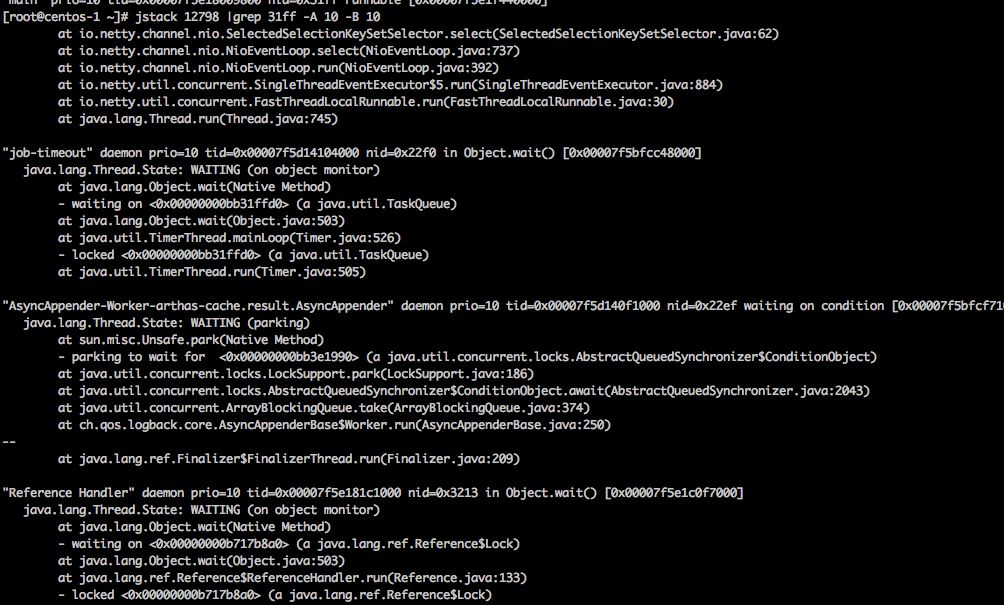 "main" prio=10 tid=0x00007f5e18009800 nid=0x31ff runnable [0x00007f5e1f440000]
[root@centos-1 ~]# jstack 12798 |grep 31ff -A 10 -B 10
at io.netty.channel.nio.SelectedSelectionKeySetSelector.select(SelectedSelectionKeySetSelector.java:62)
at io.netty.channel.nio.NioEventLoop.select(NioEventLoop.java:737)
at io.netty.channel.nio.NioEventLoop.run(NioEventLoop.java:392)
at io.netty.util.concurrent.SingleThreadEventExecutor$5.run(SingleThreadEventExecutor.java:884)
at io.netty.util.concurrent.FastThreadLocalRunnable.run(FastThreadLocalRunnable.java:30)
at java.lang.Thread.run(Thread.java:745)
"job-timeout" daemon prio=10 tid=0x00007f5d14104000 nid=0x22f0 in Object.wait() [0x00007f5bfcc48000]
java.lang.Thread.State: WAITING (on object monitor)
at java.lang.Object.wait(Native Method)
- waiting on <0x00000000bb31ffd0> (a java.util.TaskQueue)
at java.lang.Object.wait(Object.java:503)
at java.util.TimerThread.mainLoop(Timer.java:526)
- locked <0x00000000bb31ffd0> (a java.util.TaskQueue)
at java.util.TimerThread.run(Timer.java:505)
"AsyncAppender-Worker-arthas-cache.result.AsyncAppender" daemon prio=10 tid=0x00007f5d140f1000 nid=0x22ef waiting on condition [0x00007f5bfcf71
java.lang.Thread.State: WAITING (parking)
at sun.misc.Unsafe.park(Native Method)
- parking to wait for <0x00000000bb3e1990> (a java.util.concurrent.locks.AbstractQueuedSynchronizer$ConditionObject)
at java.util.concurrent.locks.LockSupport.park(LockSupport.java:186)
at java.util.concurrent.locks.AbstractQueuedSynchronizer$ConditionObject.await(AbstractQueuedSynchronizer.java:2043)
at java.util.concurrent.ArrayBlockingQueue.take(ArrayBlockingQueue.java:374)
at ch.qos.logback.core.AsyncAppenderBase$Worker.run(AsyncAppenderBase.java:250)
--
at java.lang.ref.Finalizer$FinalizerThread.run(Finalizer.java:209)
"Reference Handler" daemon prio=10 tid=0x00007f5e181c1000 nid=0x3213 in Object.wait() [0x00007f5e1c0f7000]
java.lang.Thread.State: WAITING (on object monitor)
at java.lang.Object.wait(Native Method)
- waiting on <0x00000000b717b8a0> (a java.lang.ref.Reference$Lock)
at java.lang.Object.wait(Object.java:503)
at java.lang.ref.Reference$ReferenceHandler.run(Reference.java:133)
- locked <0x00000000b717b8a0> (a java.lang.ref.Reference$Lock)